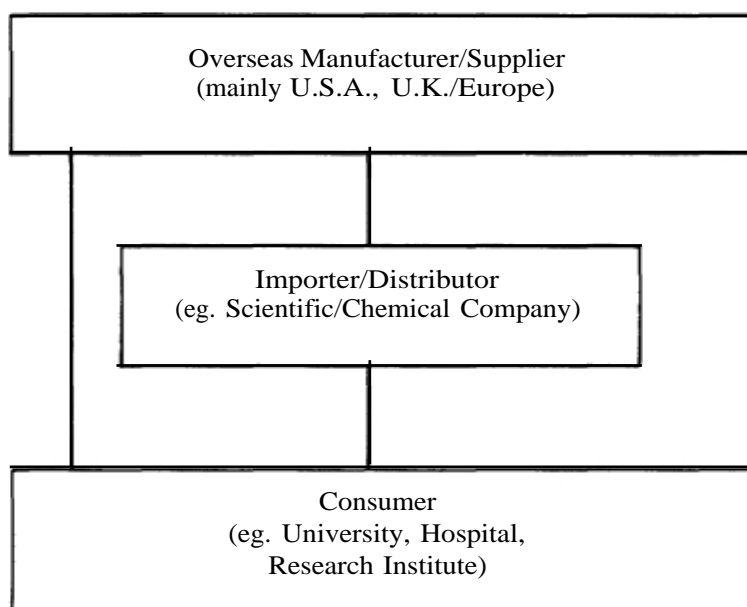 Overseas Manufacturer/Supplier
(mainly U.S.A., U.K./Europe)
Importer/Distributor
(eg. Scientific/Chemical Company)
Consumer
(eg. University, Hospital,
Research Institute)